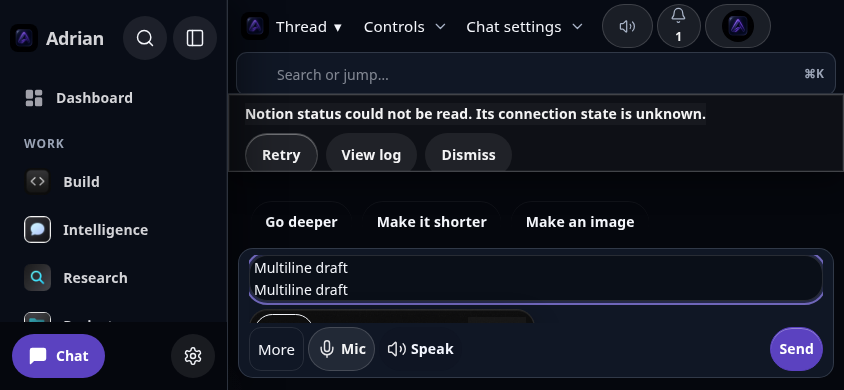 Adrian
Thread ▾
Controls
Chat settings
1
Search or jump...
⌘K
Dashboard
WORK
Build
Intelligence
Research
Notion status could not be read. Its connection state is unknown.
Retry
View log
Dismiss
Go deeper
Make it shorter
Make an image
Multiline draft
Multiline draft
Chat
More
Mic
Speak
Send